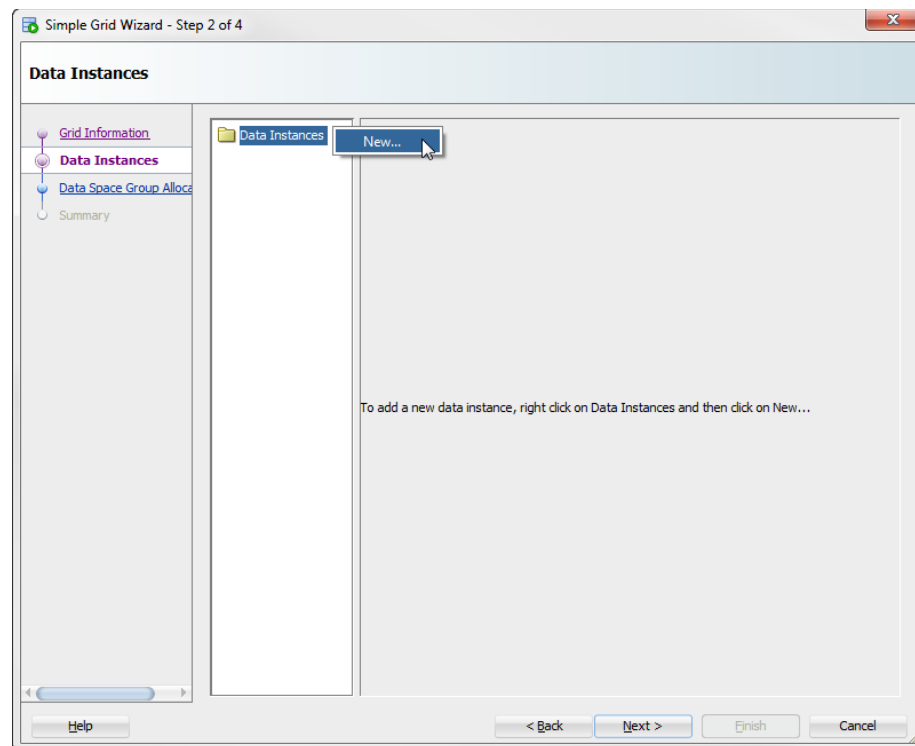 Simple Grid Wizard - Step 2 of 4
Data Instances
Grid Information
Data Instances
Data Space Group Alloca
Summary
Data Instances
New...
To add a new data instance, right click on Data Instances and then click on New...
Help
< Back
Next >
Finish
Cancel